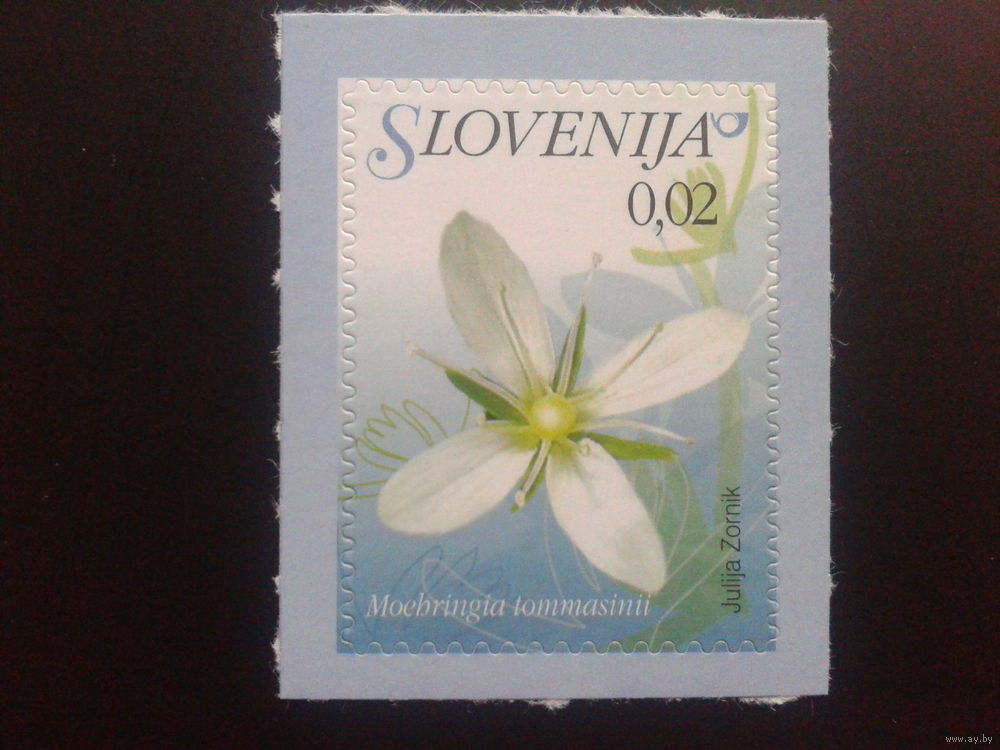 SLOVENIJA
0,02
Julija Zornik
Moehringia tommasinii
www.ay.by